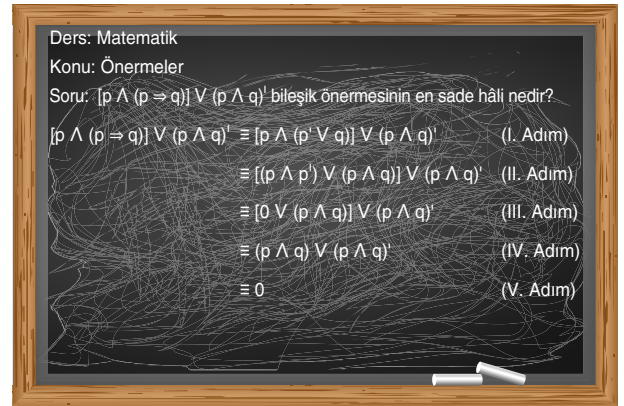 Ders: Matematik
Konu: Önermeler
Soru: [p Λ (p ⇒ q)] V (p Λ q)ˡ bileşik önermesinin en sade hâli nedir?
[p Λ (p ⇒ q)] V (p Λ q)ˡ ≡ [p Λ (p' V q)] V (p Λ q)' (I. Adım)
≡ [(p Λ pˡ) V (p Λ q)] V (p Λ q)' (II. Adım)
≡ [0 V (p Λ q)] V (p Λ q)' (III. Adım)
≡ (p Λ q) V (p Λ q)' (IV. Adım)
≡ 0 (V. Adım)